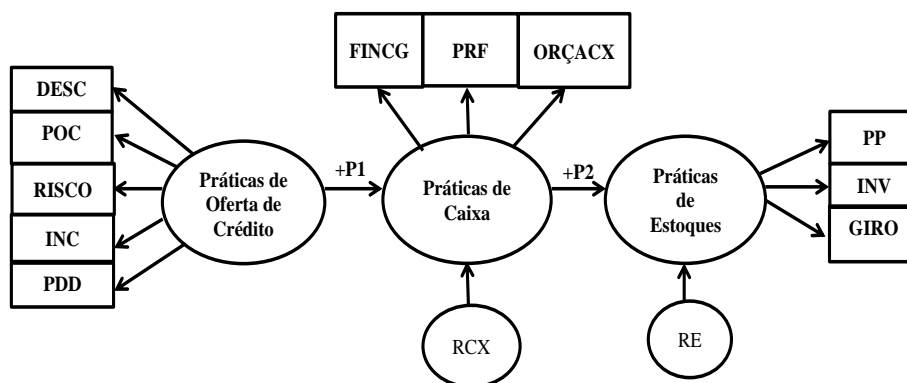 FINCG
PRF
ORÇACX
DESC
POC
RISCO
INC
PDD
Práticas de
Oferta de
Crédito
+P1
Práticas de
Caixa
+P2
Práticas
de
Estoques
PP
INV
GIRO
RCX
RE